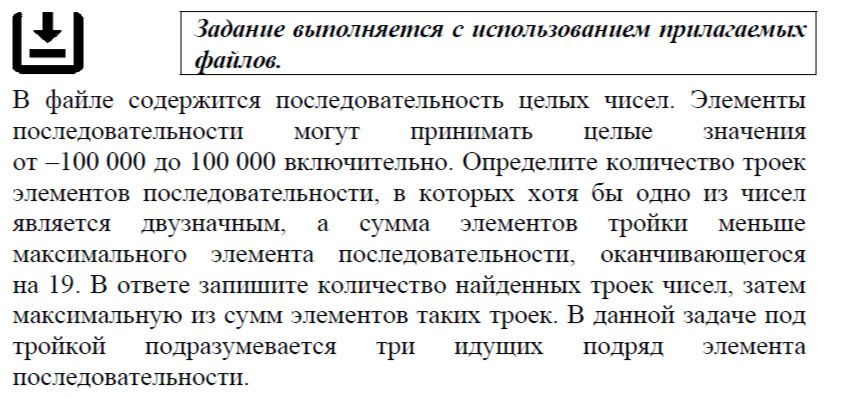 Задание выполняется с использованием прилагаемых
файлов.
В файле содержится последовательность целых чисел. Элементы
последовательности могут принимать целые значения
от –100 000 до 100 000 включительно. Определите количество троек
элементов последовательности, в которых хотя бы одно из чисел
является двузначным, а сумма элементов тройки меньше
максимального элемента последовательности, оканчивающегося
на 19. В ответе запишите количество найденных троек чисел, затем
максимальную из сумм элементов таких троек. В данной задаче под
тройкой подразумевается три идущих подряд элемента
последовательности.